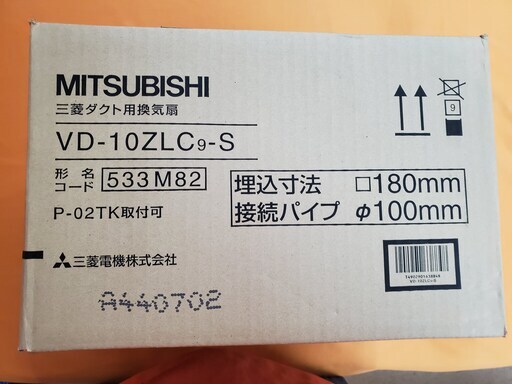 MITSUBISHI
三菱ダクト用換気扇
VD-10ZLC9-S
形名コード 533M82
P-02TK取付可
埋込寸法 □180mm
接続パイプ φ100mm
9
三菱電機株式会社
A440702
VD-10ZLC9-S